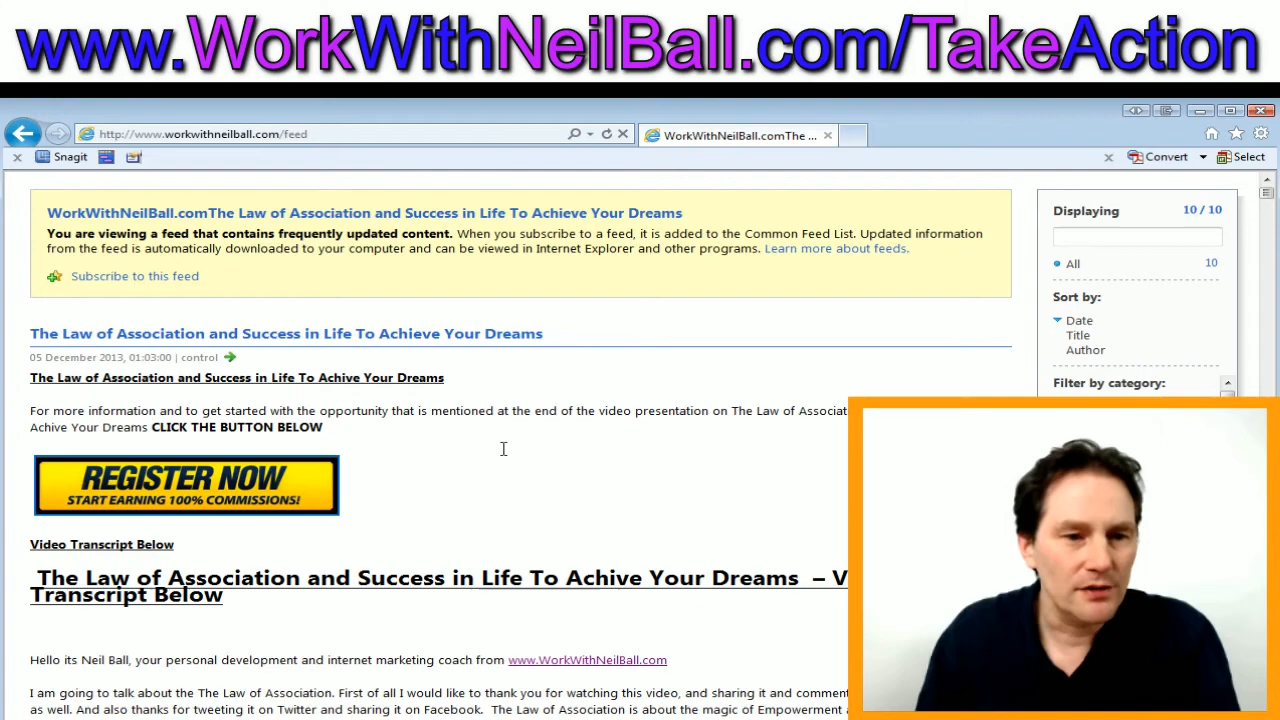 www.WorkWithNeilBall.com/TakeAction
http://www.workwithneilball.com/feed
WorkWithNeilBall.comThe ...
Snagit
Convert
Select
WorkWithNeilBall.comThe Law of Association and Success in Life To Achieve Your Dreams
You are viewing a feed that contains frequently updated content. When you subscribe to a feed, it is added to the Common Feed List. Updated information
from the feed is automatically downloaded to your computer and can be viewed in Internet Explorer and other programs. Learn more about feeds.
Subscribe to this feed
Displaying 10 / 10
All 10
Sort by:
Date
Title
Author
Filter by category:
The Law of Association and Success in Life To Achieve Your Dreams
05 December 2013, 01:03:00 | control
The Law of Association and Success in Life To Achive Your Dreams
For more information and to get started with the opportunity that is mentioned at the end of the video presentation on The Law of Associat
Achive Your Dreams CLICK THE BUTTON BELOW
REGISTER NOW
START EARNING 100% COMMISSIONS!
Video Transcript Below
The Law of Association and Success in Life To Achive Your Dreams – V
Transcript Below
Hello its Neil Ball, your personal development and internet marketing coach from www.WorkWithNeilBall.com
I am going to talk about the The Law of Association. First of all I would like to thank you for watching this video, and sharing it and comment
as well. And also thanks for tweeting it on Twitter and sharing it on Facebook. The Law of Association is about the magic of Empowerment